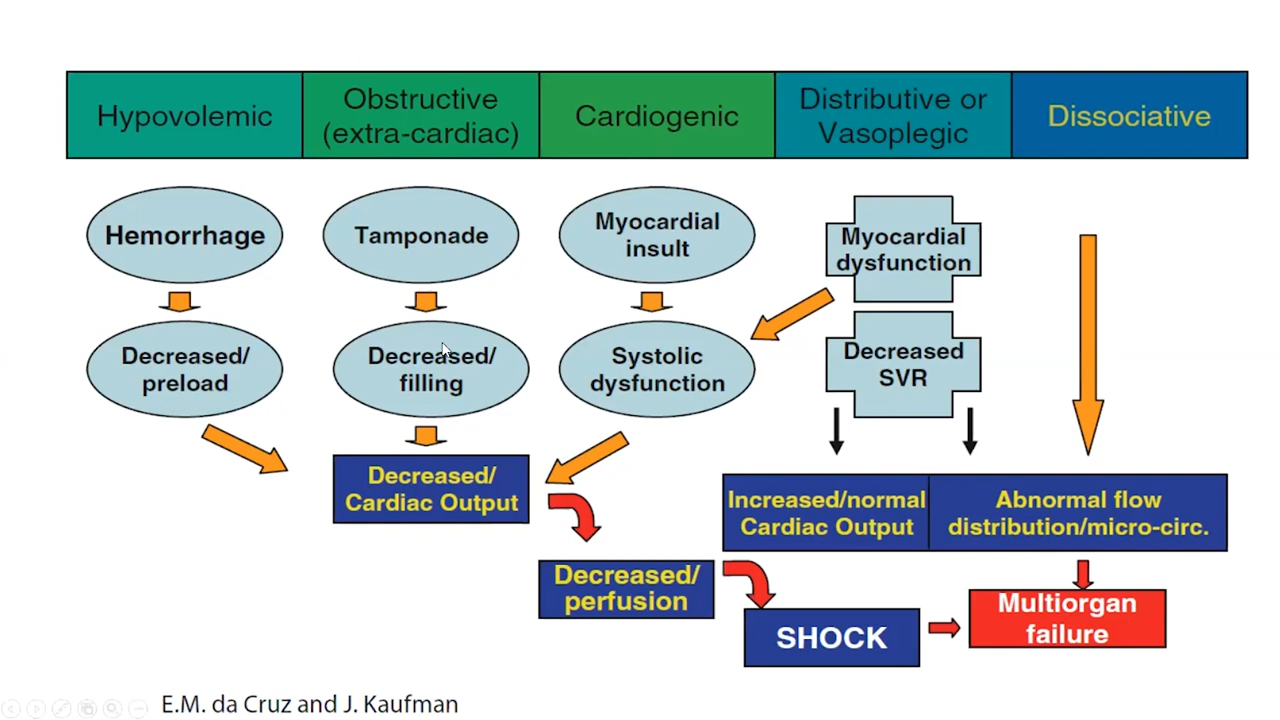 Hypovolemic
Obstructive
(extra-cardiac)
Cardiogenic
Distributive or
Vasoplegic
Dissociative
Hemorrhage
Tamponade
Myocardial
insult
Myocardial
dysfunction
Decreased/
preload
Decreased/
filling
Systolic
dysfunction
Decreased
SVR
Decreased/
Cardiac Output
Increased/normal
Cardiac Output
Abnormal flow
distribution/micro-circ.
Decreased/
perfusion
SHOCK
Multiorgan
failure
E.M. da Cruz and J. Kaufman